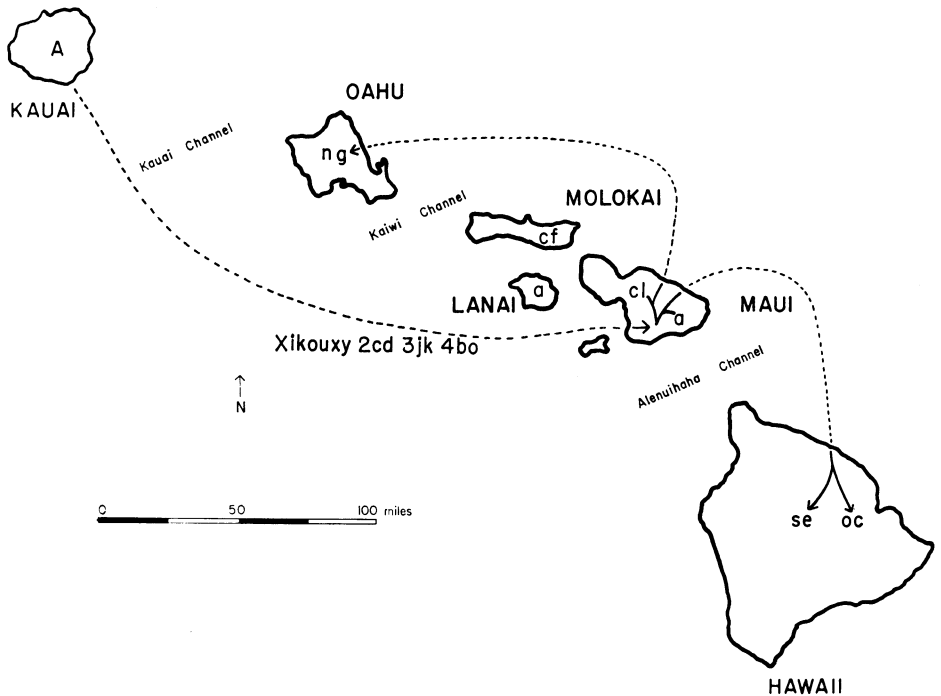 A
KAUAI
OAHU
Kauai Channel
ng
Kaiwi Channel
MOLOKAI
cf
LANAI
a
cl
a
MAUI
Xikouxy 2cd 3jk 4bo
Alenuihaha Channel
N
0 50 100 miles
se oc
HAWAII